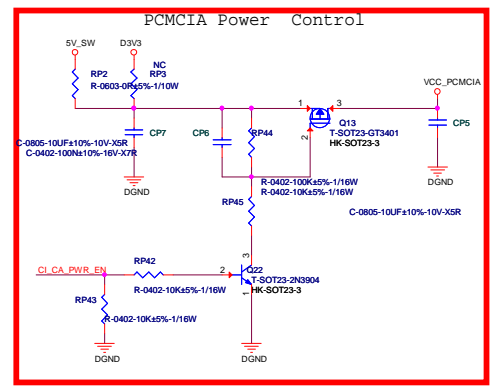 PCMCIA Power Control
5V_SW
D3V3
NC
RP2
RP3
R-0603-0R±5%-1/10W
VCC_PCMCIA
1
3
Q13
T-SOT23-GT3401
HK-SOT23-3
2
CP7
CP6
RP44
CP5
C-0805-10UF±10%-10V-X5R
C-0402-100N±10%-16V-X7R
DGND
DGND
R-0402-100K±5%-1/16W
R-0402-10K±5%-1/16W
RP45
C-0805-10UF±10%-10V-X5R
CI_CA_PWR_EN
RP42
2
3
Q22
T-SOT23-2N3904
HK-SOT23-3
1
R-0402-10K±5%-1/16W
RP43
R-0402-10K±5%-1/16W
DGND
DGND